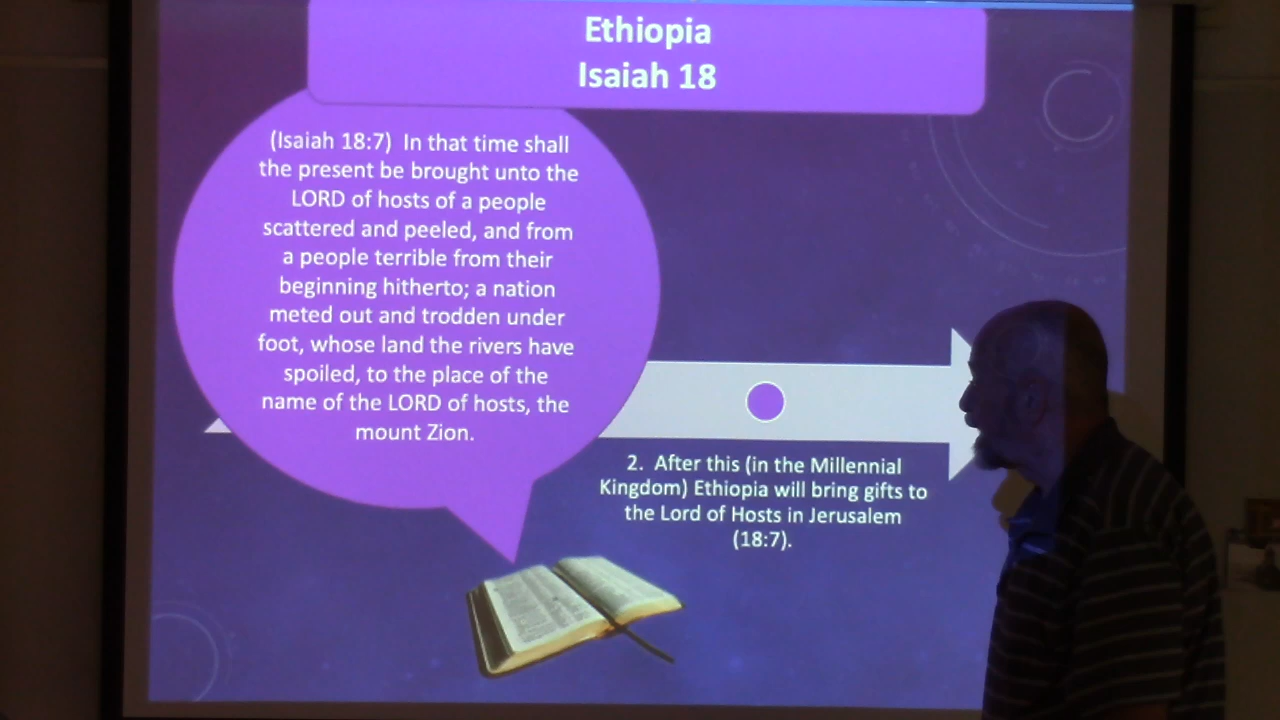 Ethiopia
Isaiah 18
(Isaiah 18:7) In that time shall
the present be brought unto the
LORD of hosts of a people
scattered and peeled, and from
a people terrible from their
beginning hitherto; a nation
meted out and trodden under
foot, whose land the rivers have
spoiled, to the place of the
name of the LORD of hosts, the
mount Zion.
2. After this (in the Millennial
Kingdom) Ethiopia will bring gifts to
the Lord of Hosts in Jerusalem
(18:7).